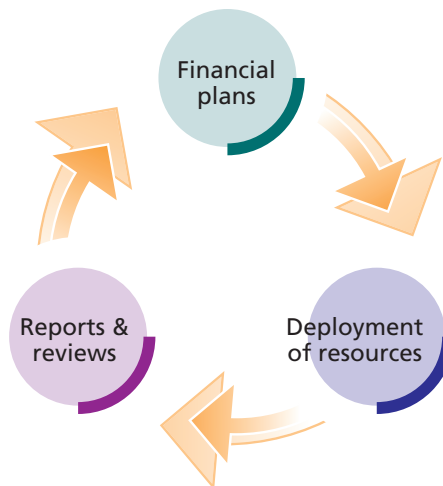 Financial
plans
Deployment
of resources
Reports &
reviews